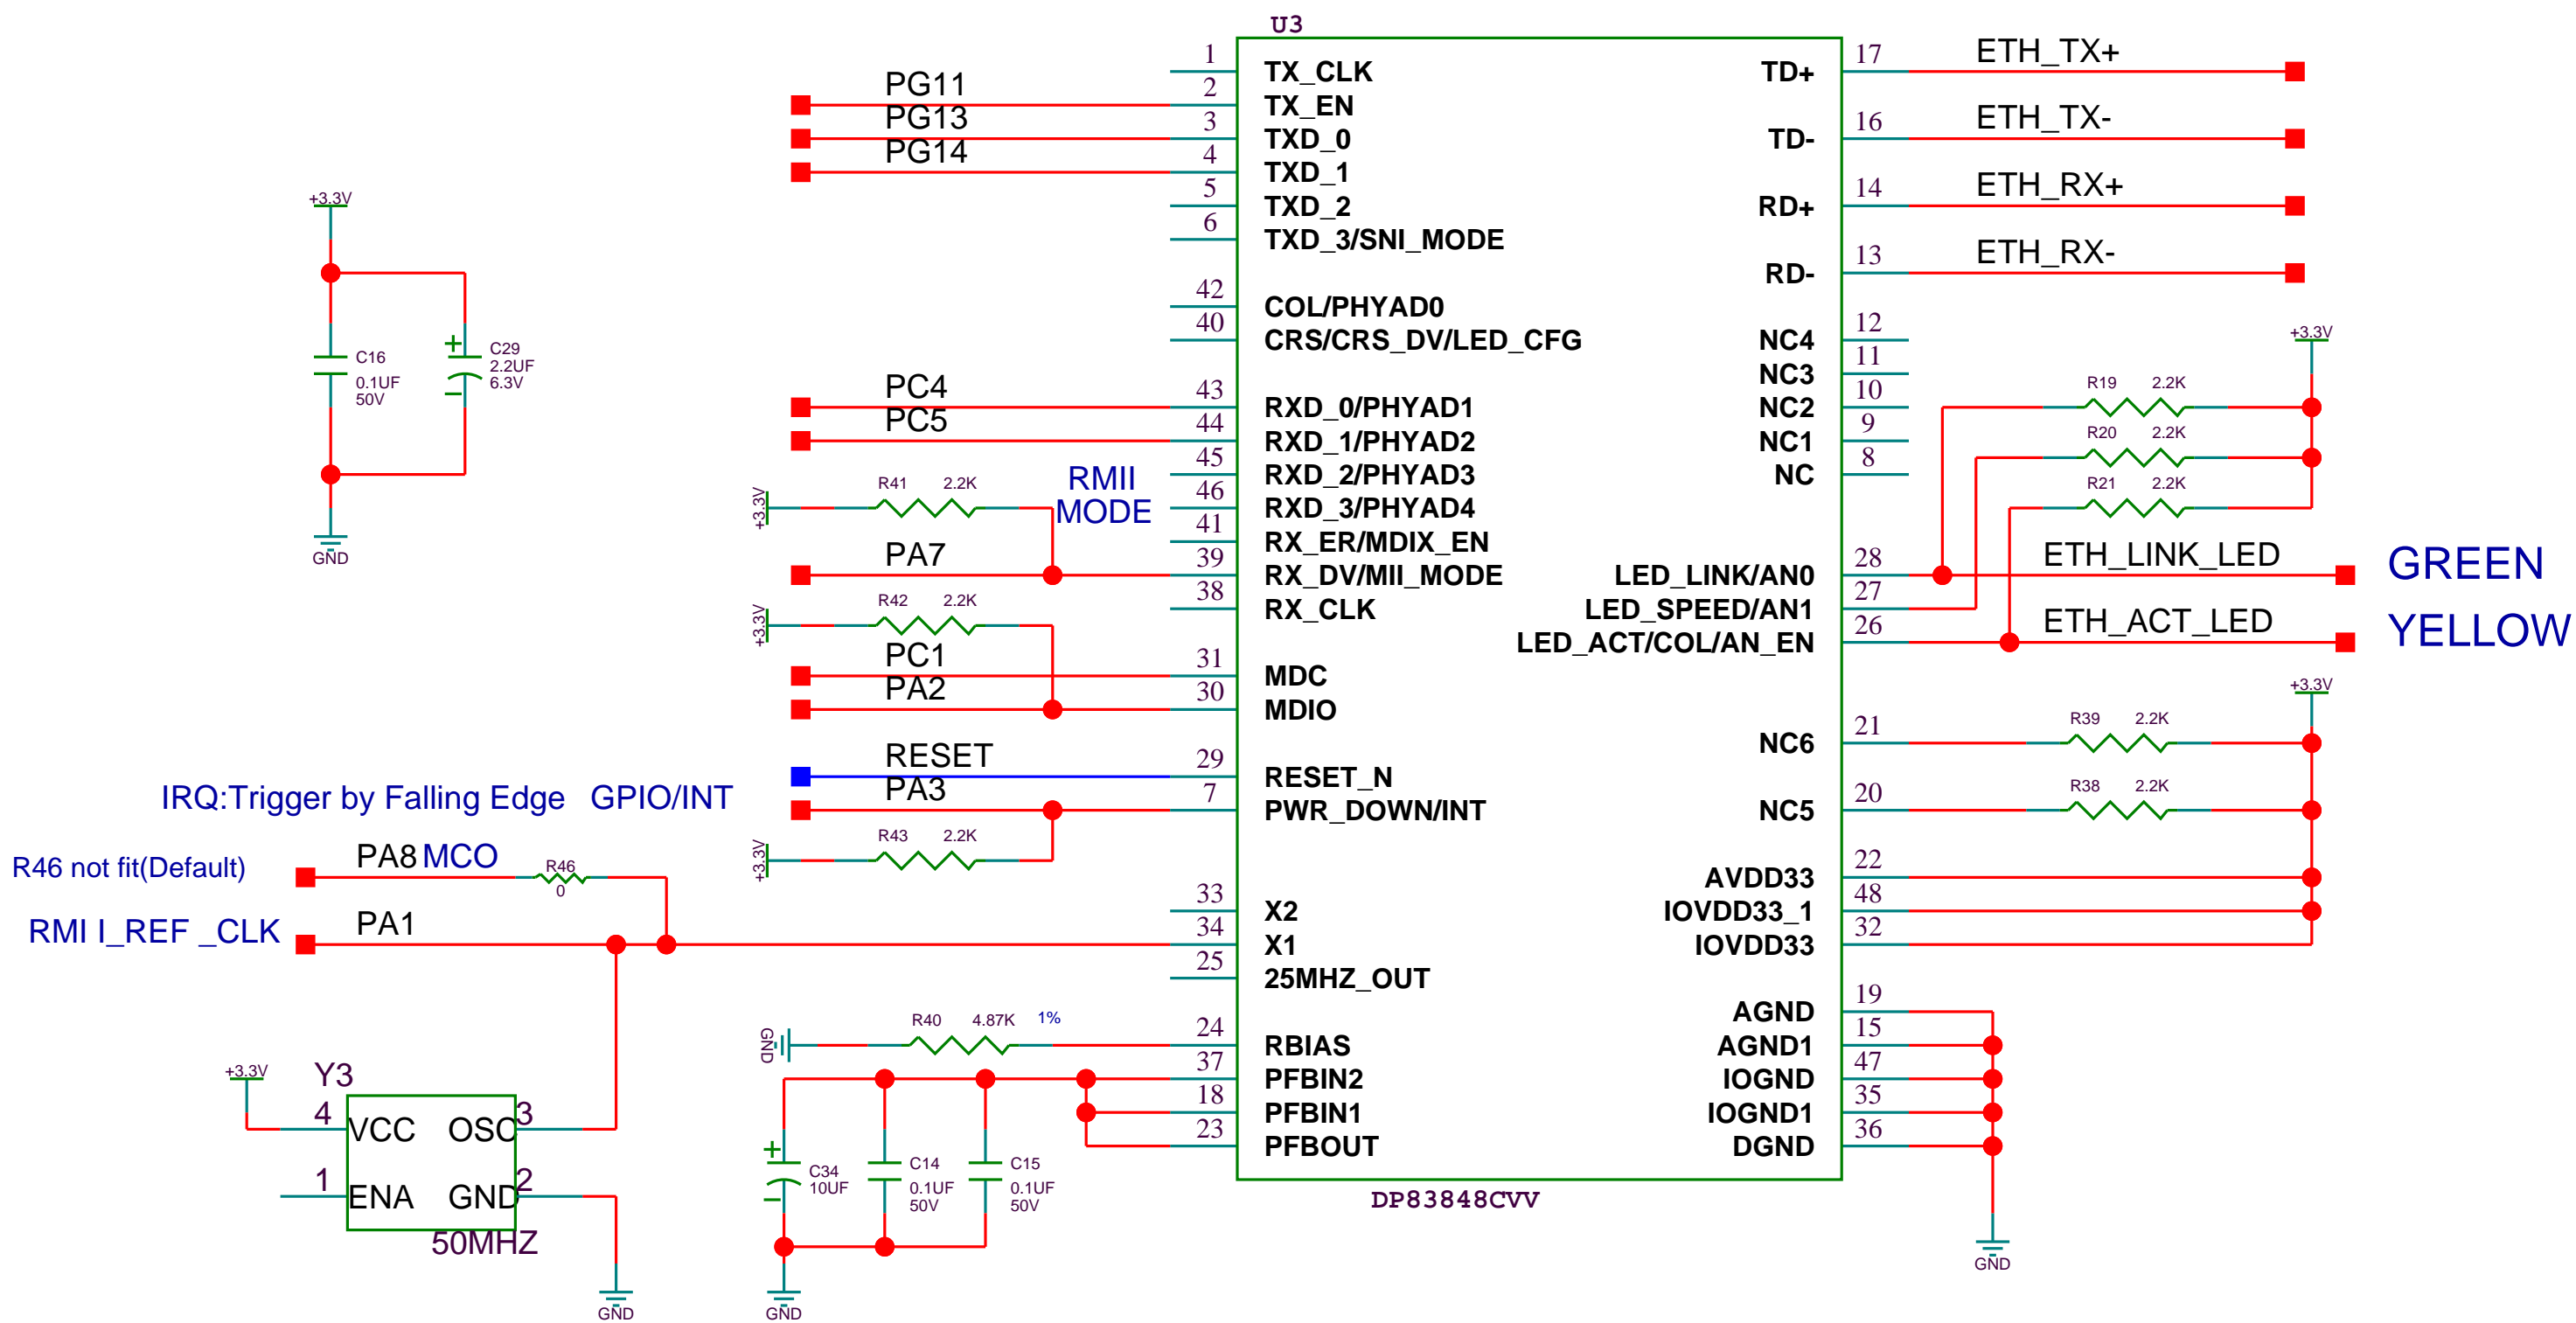 U3
1 TX_CLK
PG11 2 TX_EN
PG13 3 TXD_0
PG14 4 TXD_1
5 TXD_2
6 TXD_3/SNI_MODE
42 COL/PHYAD0
40 CRS/CRS_DV/LED_CFG
PC4 43 RXD_0/PHYAD1
PC5 44 RXD_1/PHYAD2
45 RXD_2/PHYAD3
46 RXD_3/PHYAD4
41 RX_ER/MDIX_EN
PA7 39 RX_DV/MII_MODE
38 RX_CLK
PC1 31 MDC
PA2 30 MDIO
RESET 29 RESET_N
PA3 7 PWR_DOWN/INT
33 X2
34 X1
25 25MHZ_OUT
24 RBIAS
37 PFBIN2
18 PFBIN1
23 PFBOUT
TD+ 17 ETH_TX+
TD- 16 ETH_TX-
RD+ 14 ETH_RX+
RD- 13 ETH_RX-
NC4 12
NC3 11
NC2 10
NC1 9
NC 8
LED_LINK/AN0 28 ETH_LINK_LED GREEN
LED_SPEED/AN1 27
LED_ACT/COL/AN_EN 26 ETH_ACT_LED YELLOW
NC6 21
NC5 20
AVDD33 22
IOVDD33_1 48
IOVDD33 32
AGND 19
AGND1 15
IOGND 47
IOGND1 35
DGND 36
DP83848CVV
+3.3V
C16
0.1UF
50V
C29
2.2UF
6.3V
GND
+3.3V
R41 2.2K
RMII
MODE
+3.3V
R42 2.2K
+3.3V
R43 2.2K
IRQ:Trigger by Falling Edge GPIO/INT
R46 not fit(Default)
PA8 MCO
R46
0
RMI I_REF _CLK
PA1
+3.3V
Y3
4 VCC OSC 3
1 ENA GND 2
50MHZ
GND
GND
R40 4.87K 1%
C34
10UF
C14
0.1UF
50V
C15
0.1UF
50V
GND
+3.3V
R19 2.2K
R20 2.2K
R21 2.2K
+3.3V
R39 2.2K
R38 2.2K
GND